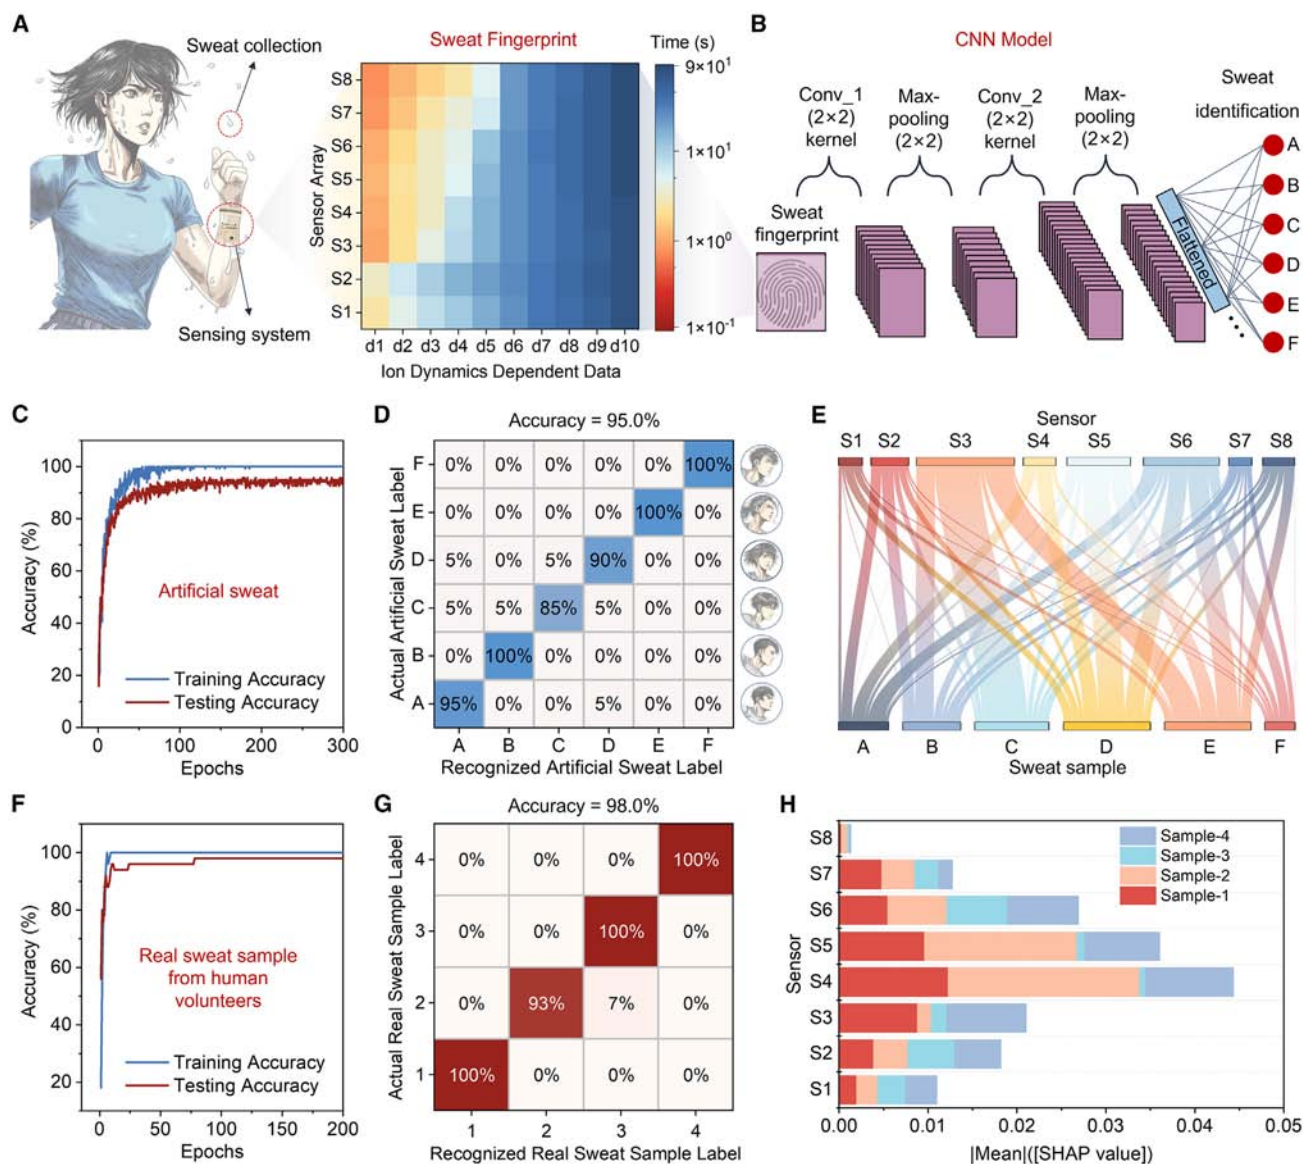 A
Sweat collection
Sensing system
Sweat Fingerprint
Time (s)
9×10¹
1×10¹
1×10⁰
1×10⁻¹
Sensor Array
S8
S7
S6
S5
S4
S3
S2
S1
d1 d2 d3 d4 d5 d6 d7 d8 d9 d10
Ion Dynamics Dependent Data
B
CNN Model
Conv_1
(2×2)
kernel
Max-
pooling
(2×2)
Conv_2
(2×2)
kernel
Max-
pooling
(2×2)
Sweat
identification
Sweat
fingerprint
Flattened
A
B
C
D
E
F
C
Accuracy (%)
100
80
60
40
20
0
Artificial sweat
Training Accuracy
Testing Accuracy
0 100 200 300
Epochs
D
Accuracy = 95.0%
Actual Artificial Sweat Label
F 0% 0% 0% 0% 0% 100%
E 0% 0% 0% 0% 100% 0%
D 5% 0% 5% 90% 0% 0%
C 5% 5% 85% 5% 0% 0%
B 0% 100% 0% 0% 0% 0%
A 95% 0% 0% 5% 0% 0%
A B C D E F
Recognized Artificial Sweat Label
E
Sensor
S1 S2 S3 S4 S5 S6 S7 S8
A B C D E F
Sweat sample
F
Accuracy (%)
100
80
60
40
20
Real sweat sample
from human
volunteers
Training Accuracy
Testing Accuracy
0 50 100 150 200
Epochs
G
Accuracy = 98.0%
Actual Real Sweat Sample Label
4 0% 0% 0% 100%
3 0% 0% 100% 0%
2 0% 93% 7% 0%
1 100% 0% 0% 0%
1 2 3 4
Recognized Real Sweat Sample Label
H
Sensor
S8
S7
S6
S5
S4
S3
S2
S1
Sample-4
Sample-3
Sample-2
Sample-1
0.00 0.01 0.02 0.03 0.04 0.05
|Mean|([SHAP value])